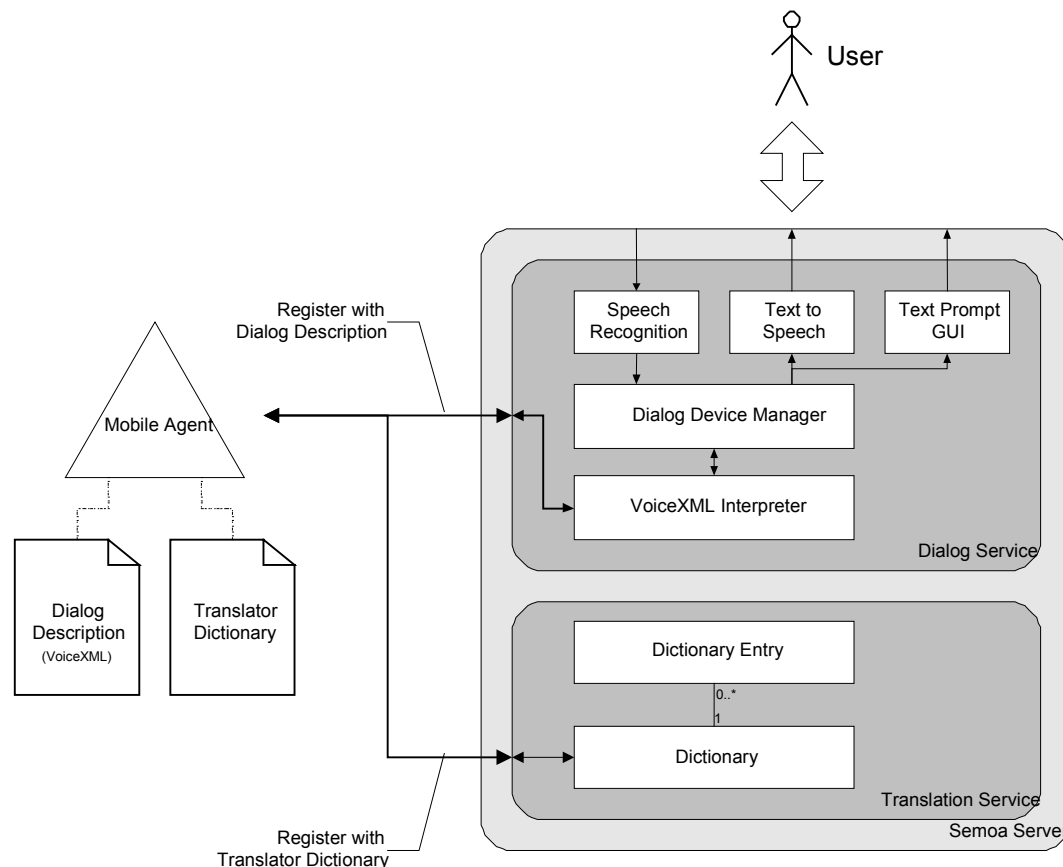 User
Register with
Dialog Description
Speech
Recognition
Text to
Speech
Text Prompt
GUI
Mobile Agent
Dialog Device Manager
VoiceXML Interpreter
Dialog Service
Dialog
Description
(VoiceXML)
Translator
Dictionary
Dictionary Entry
0..*
1
Dictionary
Translation Service
Semoa Serve
Register with
Translator Dictionary